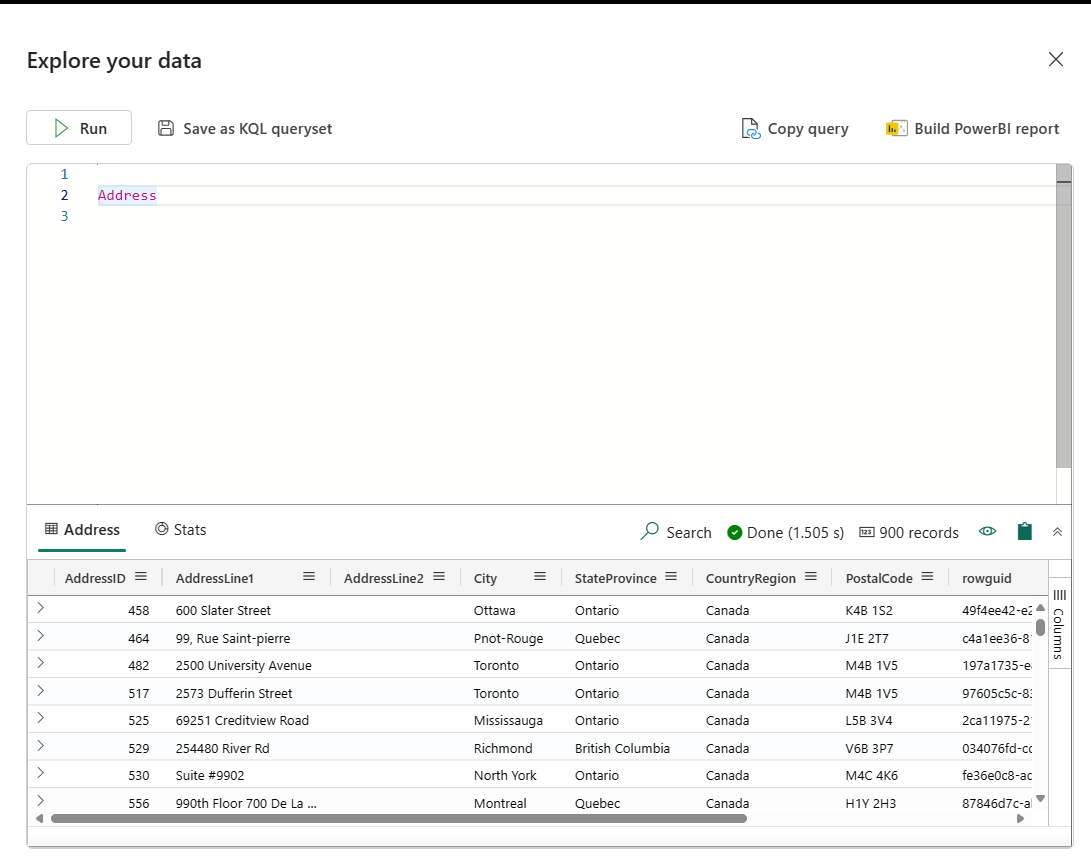 Explore your data
Run Save as KQL queryset Copy query Build PowerBI report
1
2 Address
3
Address Stats Search Done (1.505 s) 900 records
AddressID AddressLine1 AddressLine2 City StateProvince CountryRegion PostalCode rowguid
458 600 Slater Street Ottawa Ontario Canada K4B 1S2 49f4ee42-e2
464 99, Rue Saint-pierre Pnot-Rouge Quebec Canada J1E 2T7 c4a1ee36-8
482 2500 University Avenue Toronto Ontario Canada M4B 1V5 197a1735-e
517 2573 Dufferin Street Toronto Ontario Canada M4B 1V5 97605c5c-8
525 69251 Creditview Road Mississauga Ontario Canada L5B 3V4 2ca11975-2
529 254480 River Rd Richmond British Columbia Canada V6B 3P7 034076fd-c
530 Suite #9902 North York Ontario Canada M4C 4K6 fe36e0c8-a
556 990th Floor 700 De La ... Montreal Quebec Canada H1Y 2H3 87846d7c-a
Columns